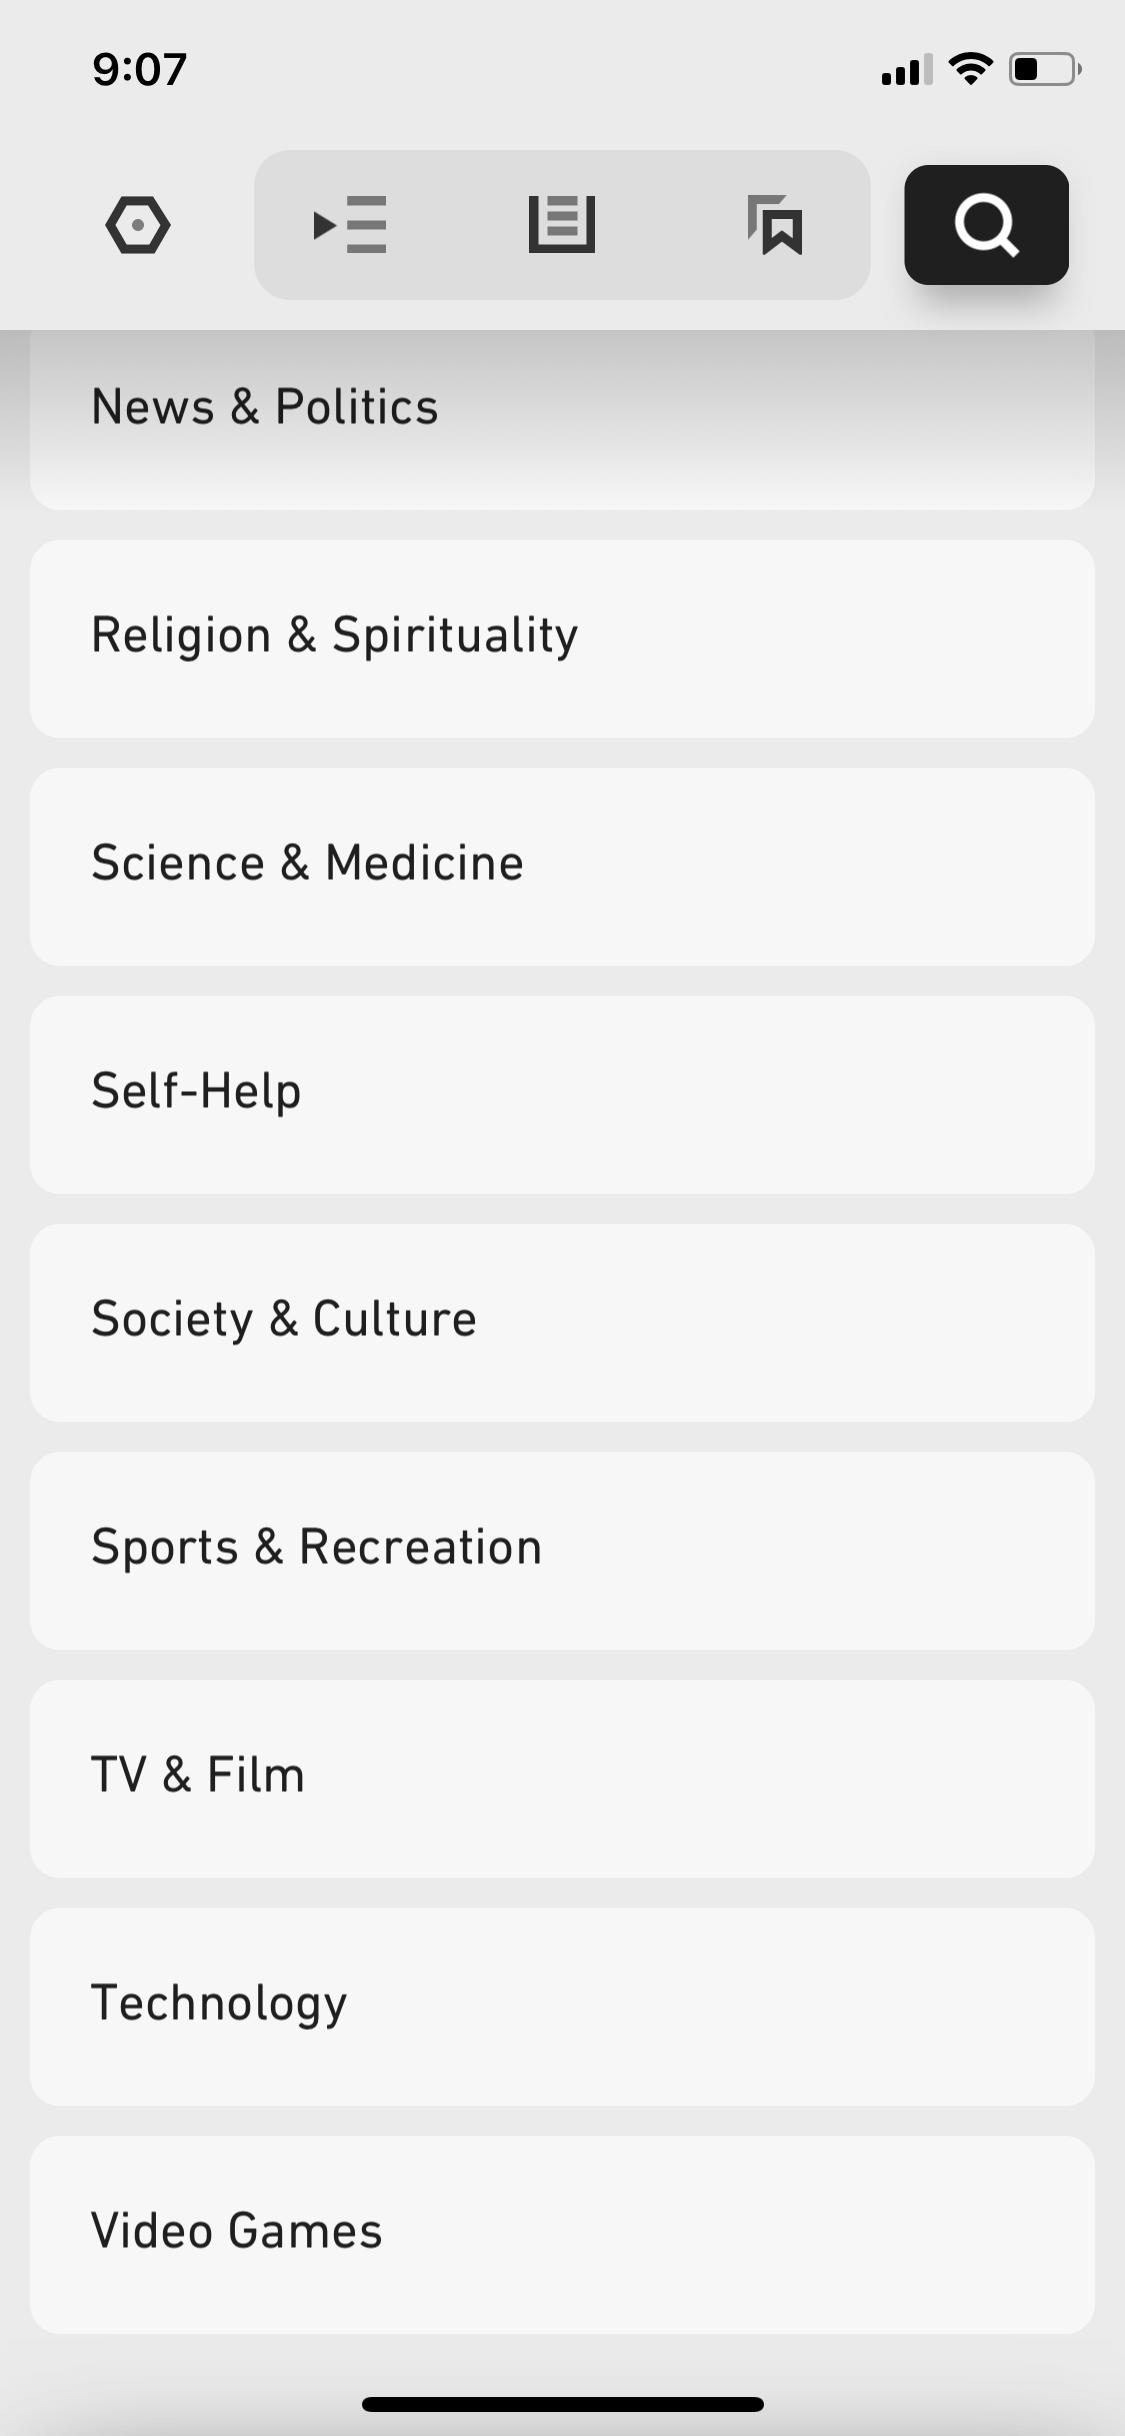 9:07
News & Politics
Religion & Spirituality
Science & Medicine
Self-Help
Society & Culture
Sports & Recreation
TV & Film
Technology
Video Games